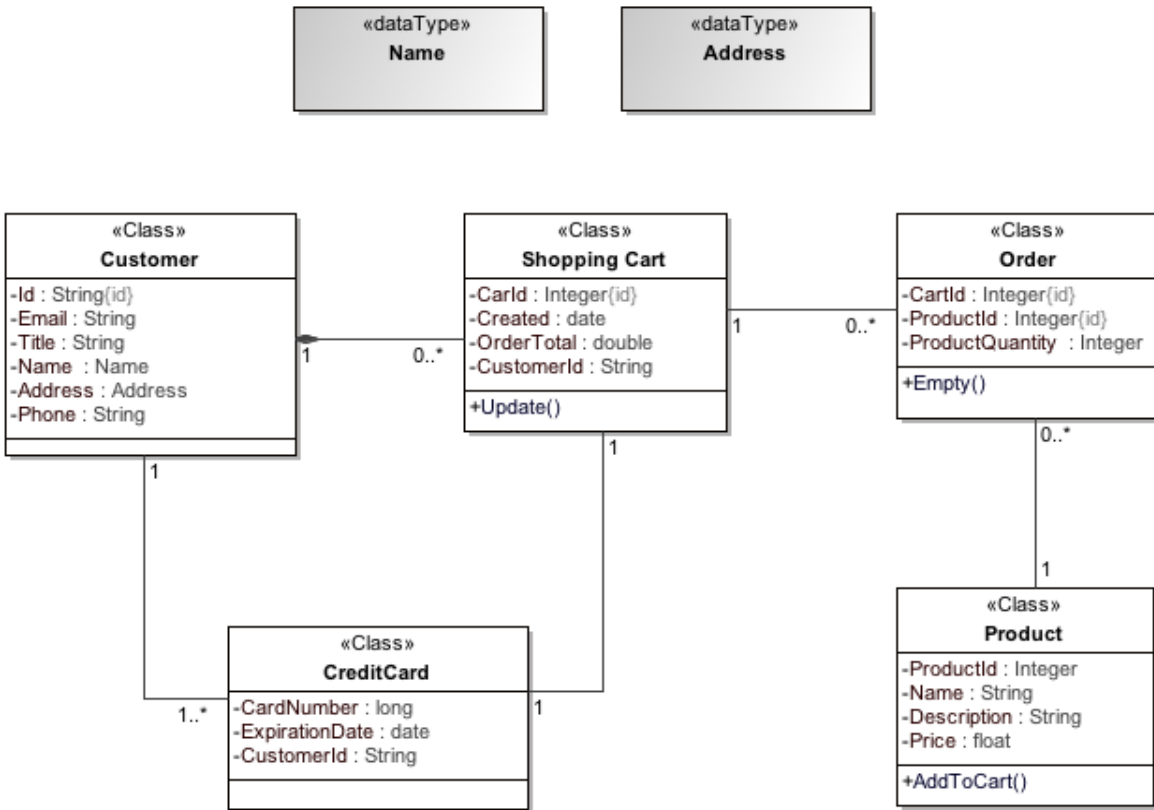 «dataType»
Name
«dataType»
Address
«Class»
Customer
-Id : String{id}
-Email : String
-Title : String
-Name : Name
-Address : Address
-Phone : String
1
0..*
«Class»
Shopping Cart
-CarId : Integer{id}
-Created : date
-OrderTotal : double
-CustomerId : String
+Update()
1
0..*
«Class»
Order
-CartId : Integer{id}
-ProductId : Integer{id}
-ProductQuantity : Integer
+Empty()
1
1
0..*
1..*
«Class»
CreditCard
-CardNumber : long
-ExpirationDate : date
-CustomerId : String
1
1
«Class»
Product
-ProductId : Integer
-Name : String
-Description : String
-Price : float
+AddToCart()